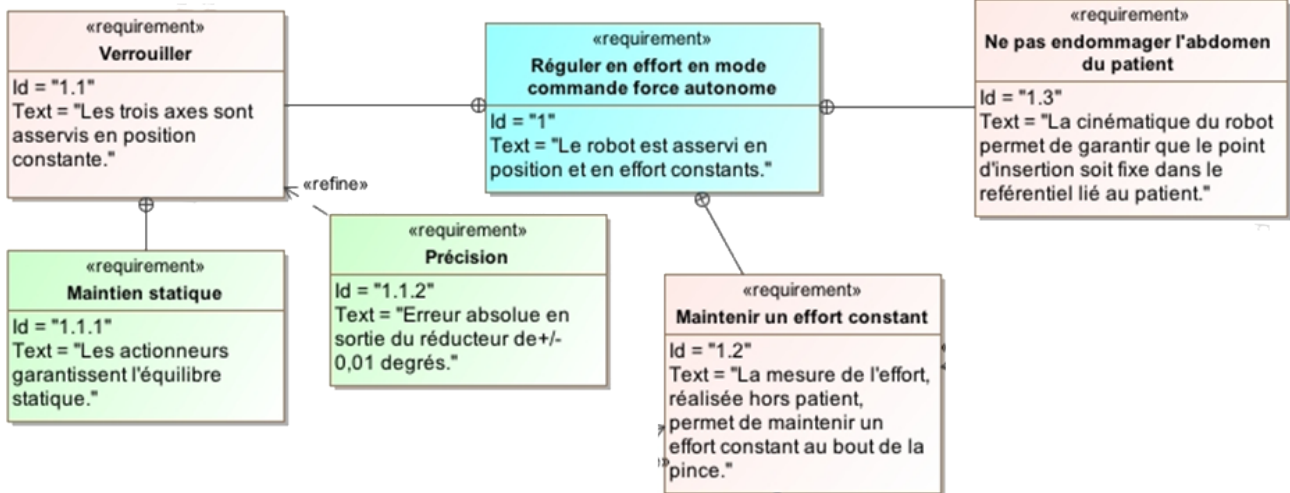 «requirement»
Verrouiller
Id = "1.1"
Text = "Les trois axes sont
asservis en position
constante."
«requirement»
Réguler en effort en mode
commande force autonome
Id = "1"
Text = "Le robot est asservi en
position et en effort constants."
«requirement»
Ne pas endommager l'abdomen
du patient
Id = "1.3"
Text = "La cinématique du robot
permet de garantir que le point
d'insertion soit fixe dans le
reférentiel lié au patient."
«refine»
«requirement»
Maintien statique
Id = "1.1.1"
Text = "Les actionneurs
garantissent l'équilibre
statique."
«requirement»
Précision
Id = "1.1.2"
Text = "Erreur absolue en
sortie du réducteur de+/-
0,01 degrés."
«requirement»
Maintenir un effort constant
Id = "1.2"
Text = "La mesure de l'effort,
réalisée hors patient,
permet de maintenir un
effort constant au bout de la
pince."